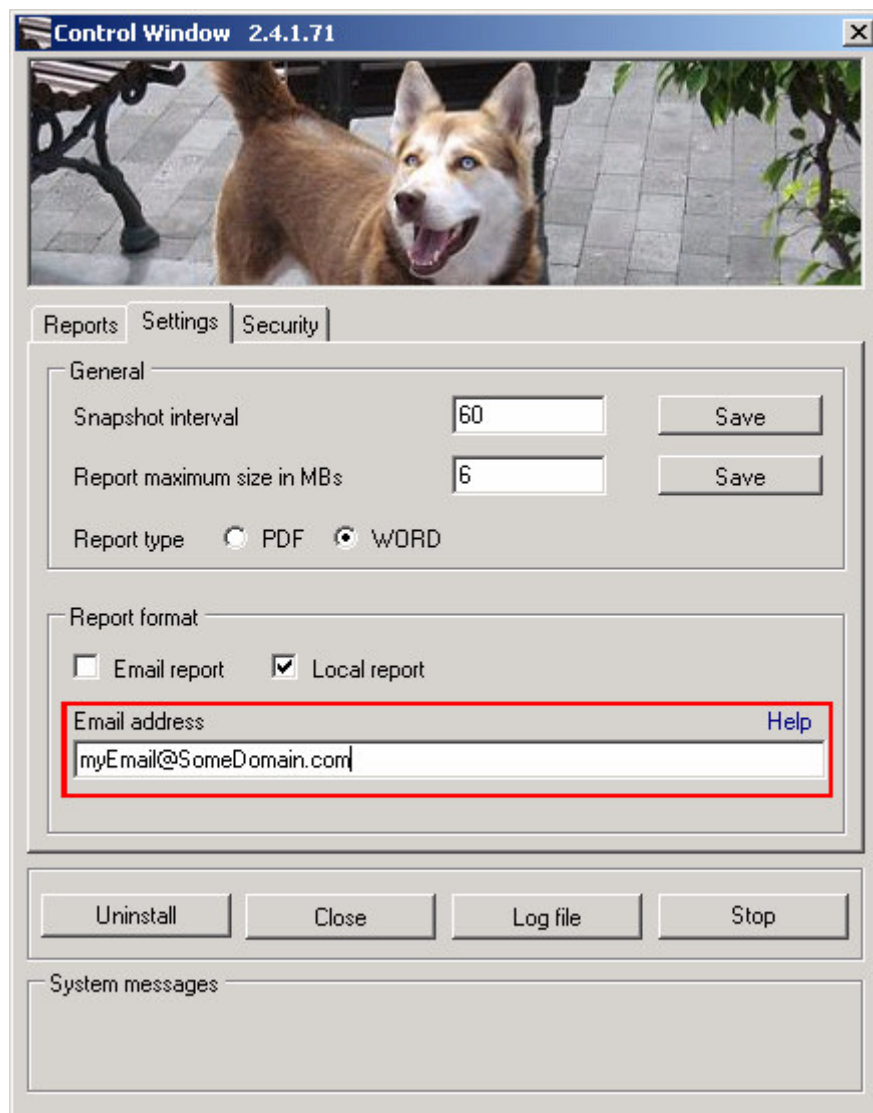 Control Window 2.4.1.71
Reports Settings Security
General
Snapshot interval 60 Save
Report maximum size in MBs 6 Save
Report type PDF WORD
Report format
Email report Local report
Email address Help
myEmail@SomeDomain.com
Uninstall Close Log file Stop
System messages